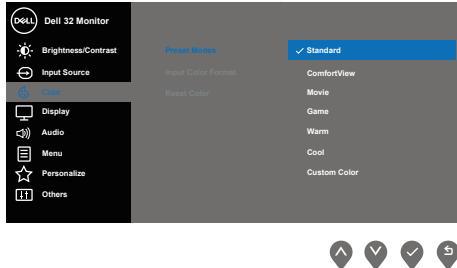 DELL Dell 32 Monitor
Brightness/Contrast Preset Modes Standard
Input Source Input Color Format ComfortView
Color Reset Color Movie
Display Game
Audio Warm
Menu Cool
Personalize Custom Color
Others